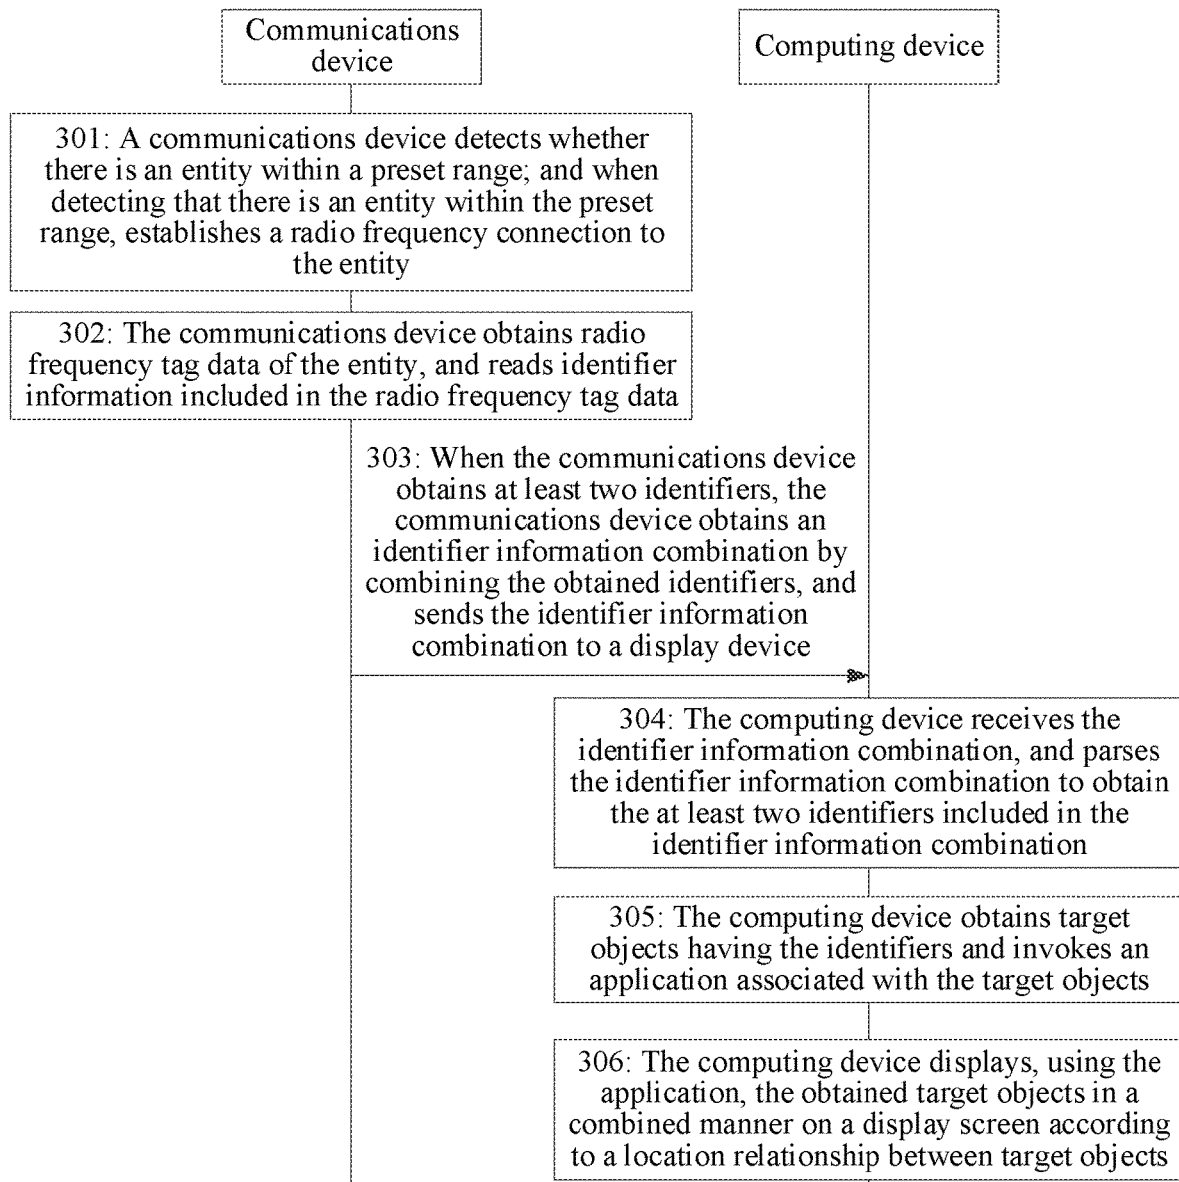 Communications
device
Computing device
301: A communications device detects whether
there is an entity within a preset range; and when
detecting that there is an entity within the preset
range, establishes a radio frequency connection to
the entity
302: The communications device obtains radio
frequency tag data of the entity, and reads identifier
information included in the radio frequency tag data
303: When the communications device
obtains at least two identifiers, the
communications device obtains an
identifier information combination by
combining the obtained identifiers, and
sends the identifier information
combination to a display device
304: The computing device receives the
identifier information combination, and parses
the identifier information combination to obtain
the at least two identifiers included in the
identifier information combination
305: The computing device obtains target
objects having the identifiers and invokes an
application associated with the target objects
306: The computing device displays, using the
application, the obtained target objects in a
combined manner on a display screen according
to a location relationship between target objects